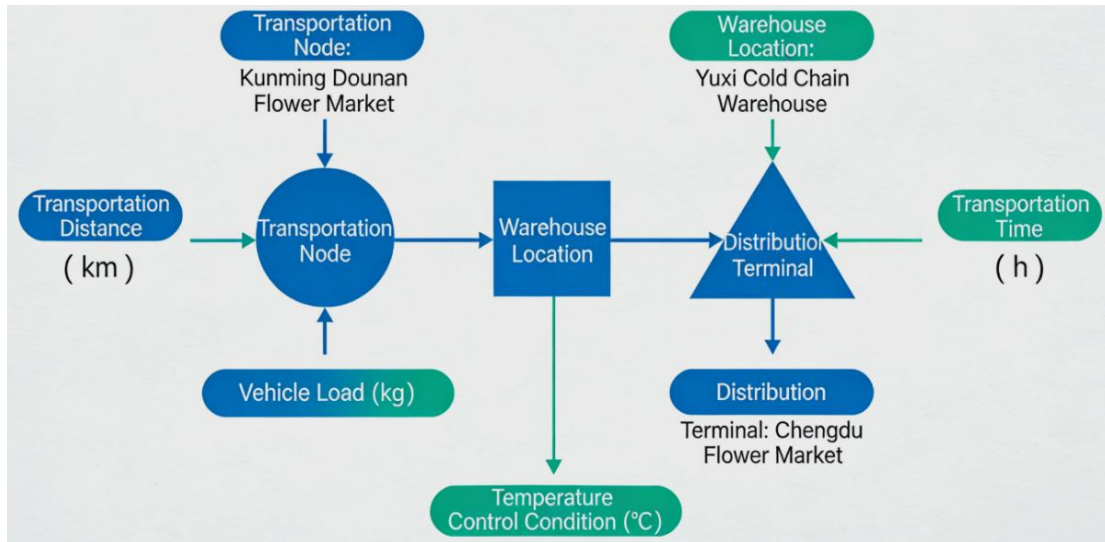 Transportation
Node:
Kunming Dounan
Flower Market
Warehouse
Location:
Yuxi Cold Chain
Warehouse
Transportation
Distance
( km )
Transportation
Node
Warehouse
Location
Distribution
Terminal
Transportation
Time
( h )
Vehicle Load (kg)
Distribution
Terminal: Chengdu
Flower Market
Temperature
Control Condition (°C)